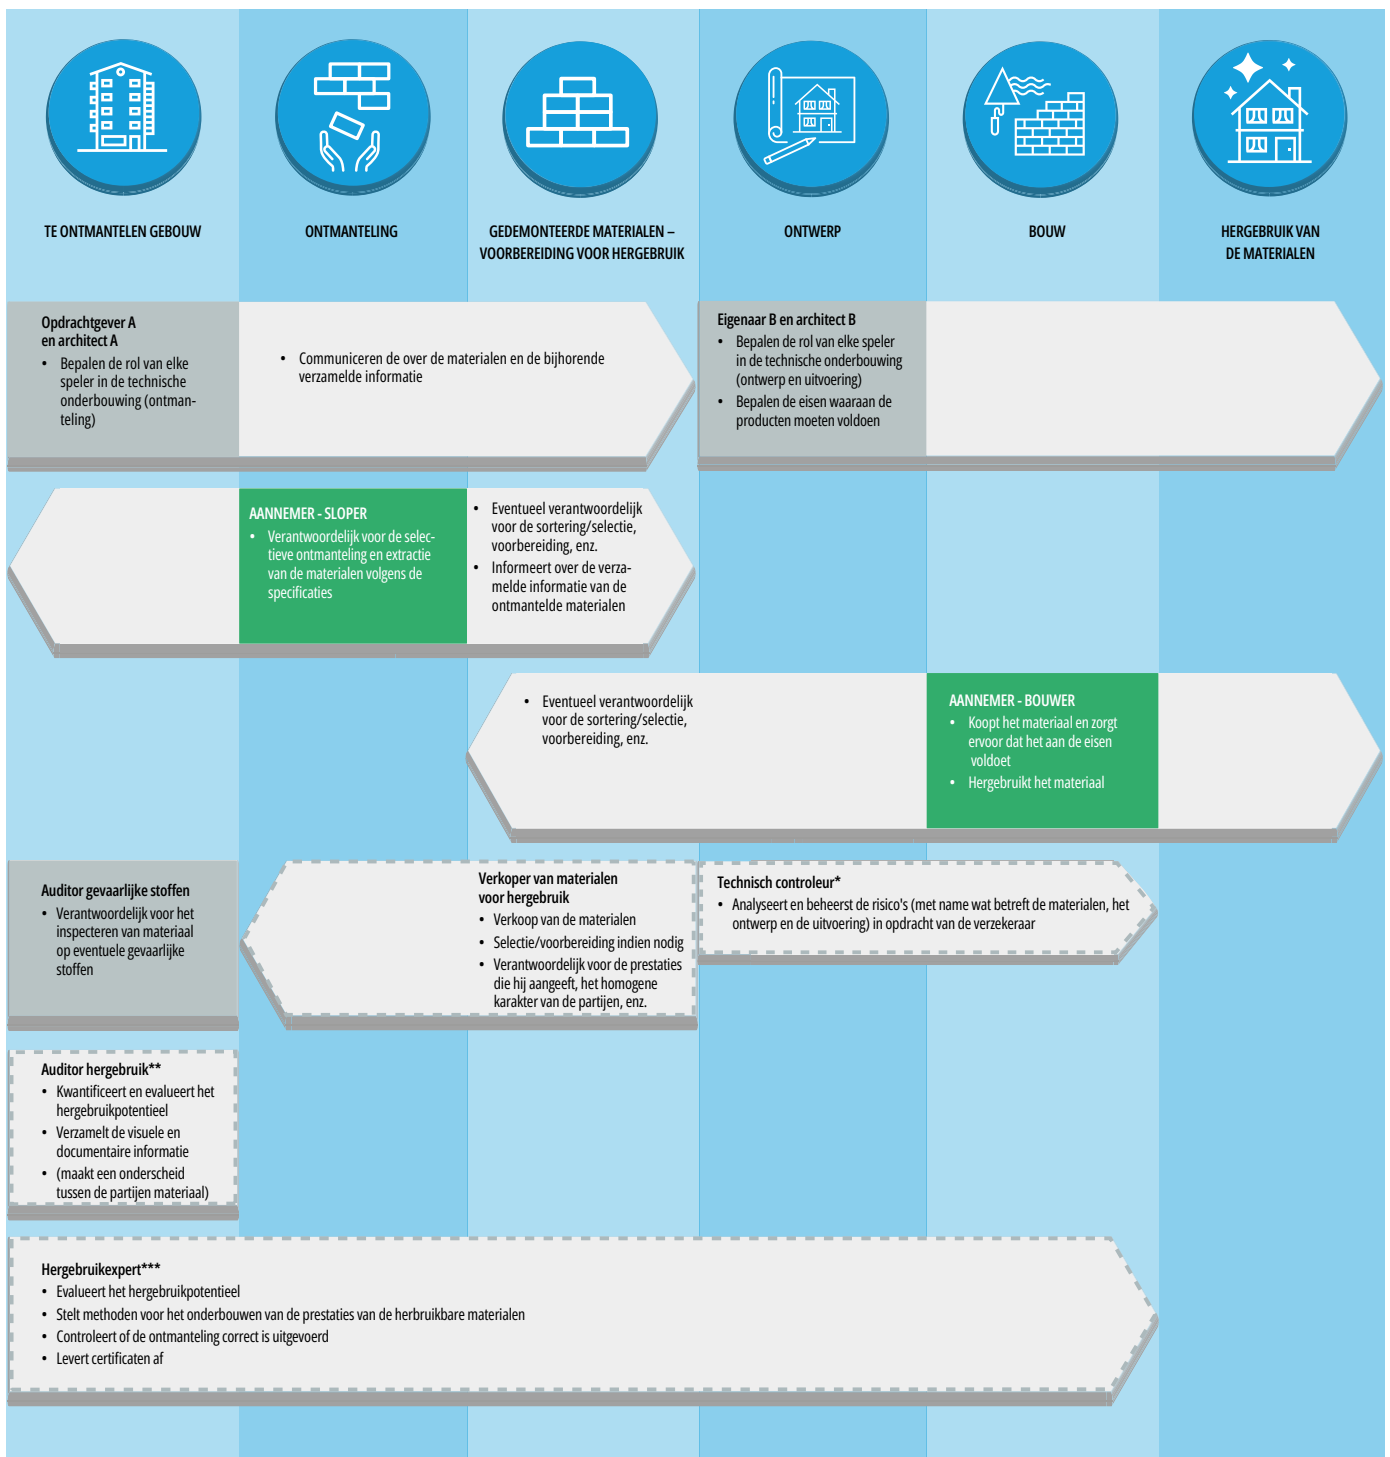 TE ONTMANTELEN GEBOUW
ONTMANTELING
GEDEMONTEERDE MATERIALEN –
VOORBEREIDING VOOR HERGEBRUIK
ONTWERP
BOUW
HERGEBRUIK VAN
DE MATERIALEN
Opdrachtgever A
en architect A
• Bepalen de rol van elke
speler in de technische
onderbouwing (ontman-
teling)
• Communiceren de over de materialen en de bijhorende
verzamelde informatie
Eigenaar B en architect B
• Bepalen de rol van elke speler
in de technische onderbouwing
(ontwerp en uitvoering)
• Bepalen de eisen waaraan de
producten moeten voldoen
AANNEMER - SLOPER
• Verantwoordelijk voor de selec-
tieve ontmanteling en extractie
van de materialen volgens de
specificaties
• Eventueel verantwoordelijk
voor de sortering/selectie,
voorbereiding, enz.
• Informeert over de verza-
melde informatie van de
ontmantelde materialen
• Eventueel verantwoordelijk
voor de sortering/selectie,
voorbereiding, enz.
AANNEMER - BOUWER
• Koopt het materiaal en zorgt
ervoor dat het aan de eisen
voldoet
• Hergebruikt het materiaal
Auditor gevaarlijke stoffen
• Verantwoordelijk voor het
inspecteren van materiaal
op eventuele gevaarlijke
stoffen
Verkoper van materialen
voor hergebruik
• Verkoop van de materialen
• Selectie/voorbereiding indien nodig
• Verantwoordelijk voor de prestaties
die hij aangeeft, het homogene
karakter van de partijen, enz.
Technisch controleur*
• Analyseert en beheerst de risico's (met name wat betreft de materialen, het
ontwerp en de uitvoering) in opdracht van de verzekeraar
Auditor hergebruik**
• Kwantificeert en evalueert het
hergebruikpotentieel
• Verzamelt de visuele en
documentaire informatie
• (maakt een onderscheid
tussen de partijen materiaal)
Hergebruikexpert***
• Evalueert het hergebruikpotentieel
• Stelt methoden voor het onderbouwen van de prestaties van de herbruikbare materialen
• Controleert of de ontmanteling correct is uitgevoerd
• Levert certificaten af